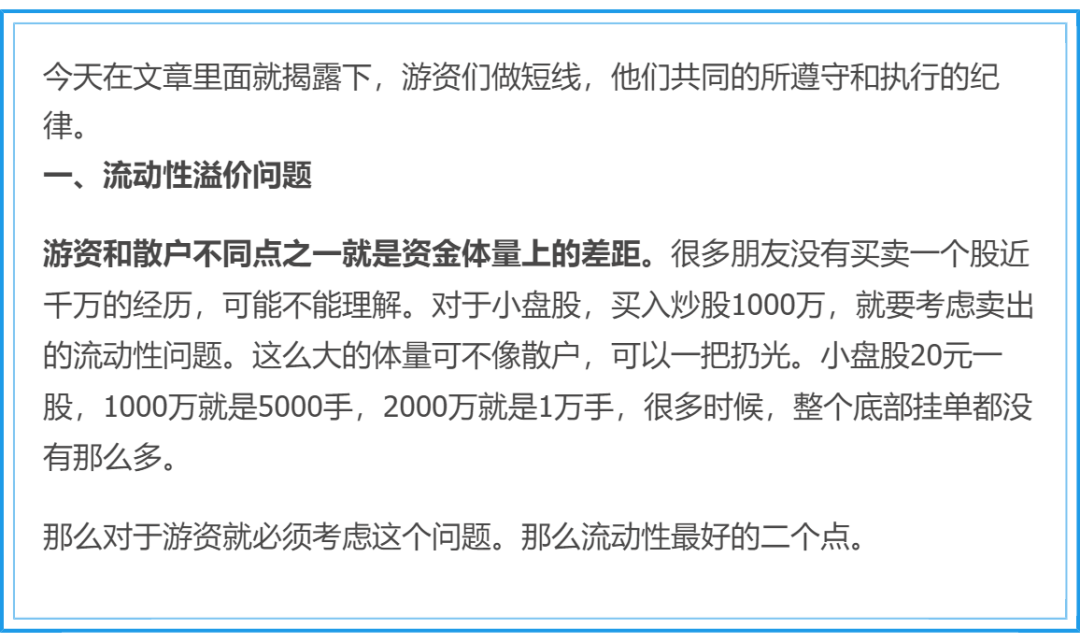 今天在文章里面就揭露下，游资们做短线，他们共同的所遵守和执行的纪
律。
一、流动性溢价问题
游资和散户不同点之一就是资金体量上的差距。很多朋友没有买卖一个股近
千万的经历，可能不能理解。对于小盘股，买入炒股1000万，就要考虑卖出
的流动性问题。这么大的体量可不像散户，可以一把扔光。小盘股20元一
股，1000万就是5000手，2000万就是1万手，很多时候，整个底部挂单都没
有那么多。
那么对于游资就必须考虑这个问题。那么流动性最好的二个点。